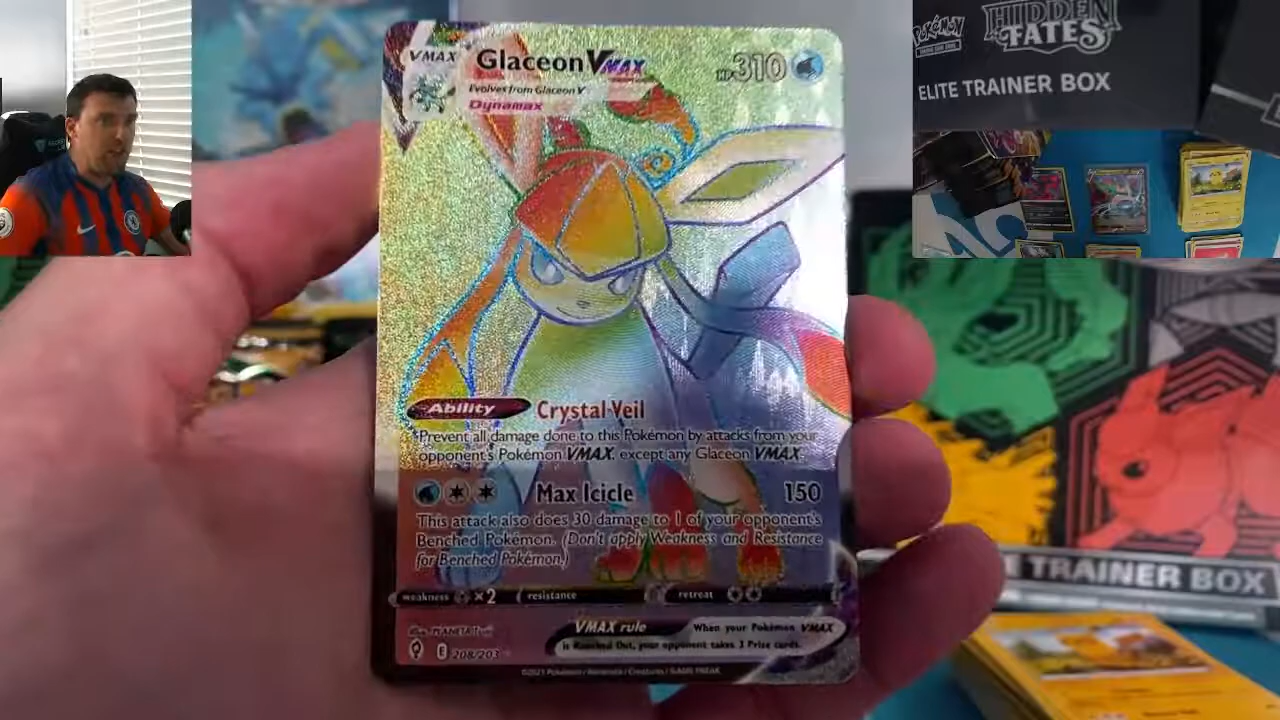 POKÉMON
HIDDEN
FATES
ELITE TRAINER BOX
VMAX
Glaceon VMAX
HP 310
Evolves from Glaceon V
Dynamax
Ability Crystal Veil
Prevent all damage done to this Pokémon by attacks from your
opponent's Pokémon VMAX, except any Glaceon VMAX.
Max Icicle 150
This attack also does 30 damage to 1 of your opponent's
Benched Pokémon. (Don't apply Weakness and Resistance
for Benched Pokémon.)
weakness ×2 resistance retreat
VMAX rule When your Pokémon VMAX
is Knocked Out, your opponent takes 3 Prize cards.
E 208/203
©2021 Pokémon / Nintendo / Creatures / GAME FREAK
TRAINER BOX